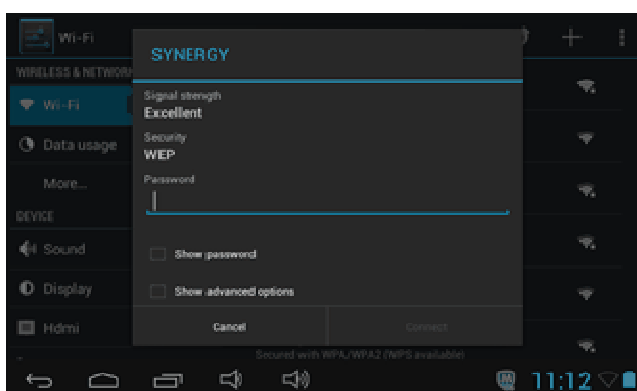 Wi-Fi
SYNERGY
WIRELESS & NETWORK
Signal strength
Excellent
Wi-Fi
Security
WEP
Data usage
Password
More...
DEVICE
Sound
Show password
Display
Show advanced options
Hdmi
Cancel
Connect
Secured with WPA/WPA2 (WPS available)
11:12